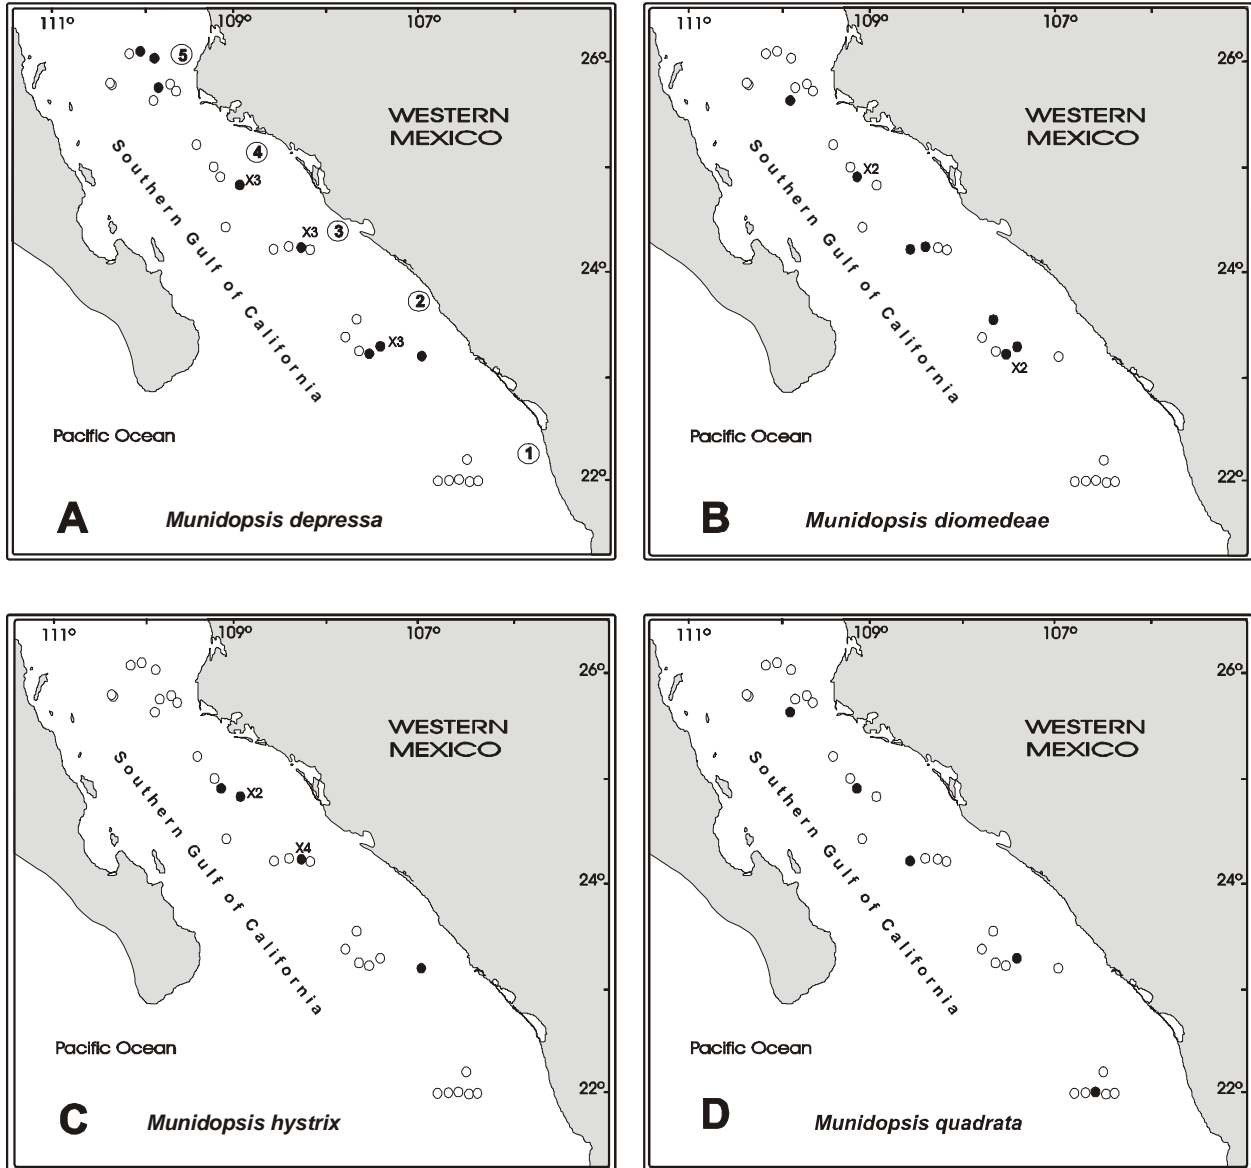 111° 109° 107°
5
26°
WESTERN
MEXICO
4
Southern Gulf of California
X3
X3
3
24°
2
X3
Pacific Ocean
1
22°
A Munidopsis depressa
111° 109° 107°
26°
WESTERN
MEXICO
Southern Gulf of California
X2
24°
X2
Pacific Ocean
22°
B Munidopsis diomedeae
111° 109° 107°
26°
WESTERN
MEXICO
Southern Gulf of California
X2
X4
24°
Pacific Ocean
22°
C Munidopsis hystrix
111° 109° 107°
26°
WESTERN
MEXICO
Southern Gulf of California
24°
Pacific Ocean
22°
D Munidopsis quadrata